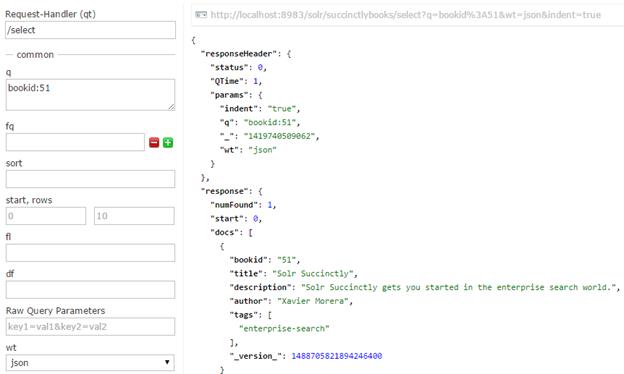 Request-Handler (qt)
/select
common
q
bookid:51
fq
sort
start, rows
0
10
fl
df
Raw Query Parameters
key1=val1&key2=val2
wt
json
http://localhost:8983/solr/succinctlybooks/select?q=bookid%3A51&wt=json&indent=true
{
"responseHeader": {
"status": 0,
"QTime": 1,
"params": {
"indent": "true",
"q": "bookid:51",
"_": "1419740509062",
"wt": "json"
}
},
"response": {
"numFound": 1,
"start": 0,
"docs": [
{
"bookid": "51",
"title": "Solr Succinctly",
"description": "Solr Succinctly gets you started in the enterprise search world.",
"author": "Xavier Morera",
"tags": [
"enterprise-search"
],
"_version_": 1488705821894246400
}